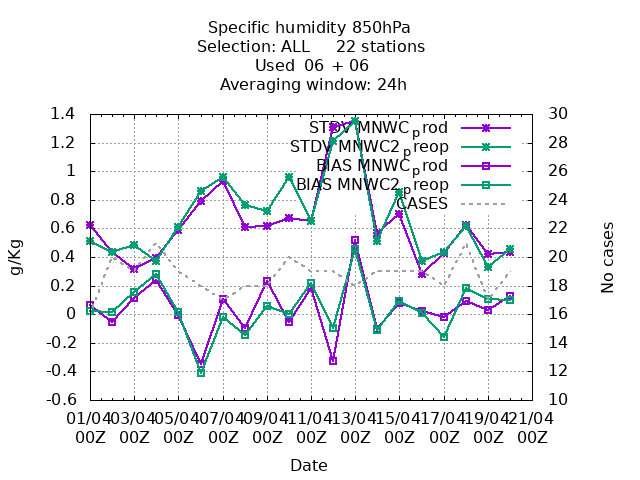 Specific humidity 850hPa
Selection: ALL 22 stations
Used 06 + 06
Averaging window: 24h
STDV MNWC_prod
STDV MNWC2_preop
BIAS MNWC_prod
BIAS MNWC2_preop
CASES
1.4
1.2
1
0.8
0.6
0.4
0.2
0
-0.2
-0.4
-0.6
g/Kg
30
28
26
24
22
20
18
16
14
12
10
No cases
01/04 03/04 05/04 07/04 09/04 11/04 13/04 15/04 17/04 19/04 21/04
00Z 00Z 00Z 00Z 00Z 00Z 00Z 00Z 00Z 00Z 00Z
Date